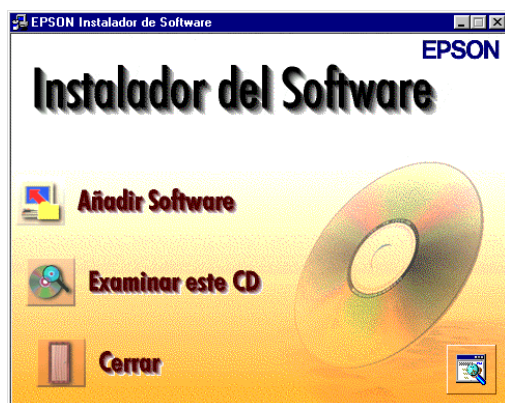 EPSON Instalador de Software
EPSON
Instalador del Software
Añadir Software
Examinar este CD
Cerrar